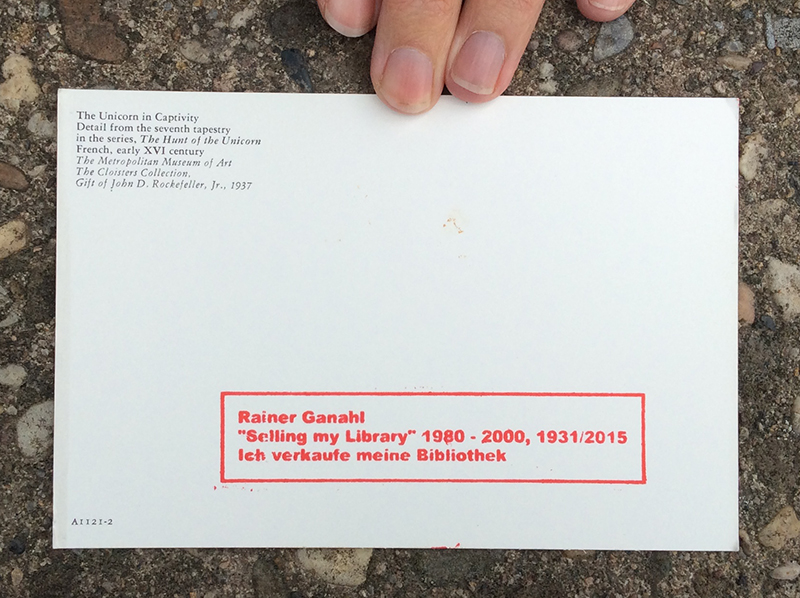 The Unicorn in Captivity
Detail from the seventh tapestry
in the series, The Hunt of the Unicorn
French, early XVI century
The Metropolitan Museum of Art
The Cloisters Collection.
Gift of John D. Rockefeller, Jr., 1937
Rainer Ganahl
"Selling my Library" 1980 - 2000, 1931/2015
Ich verkaufe meine Bibliothek
A1121-2